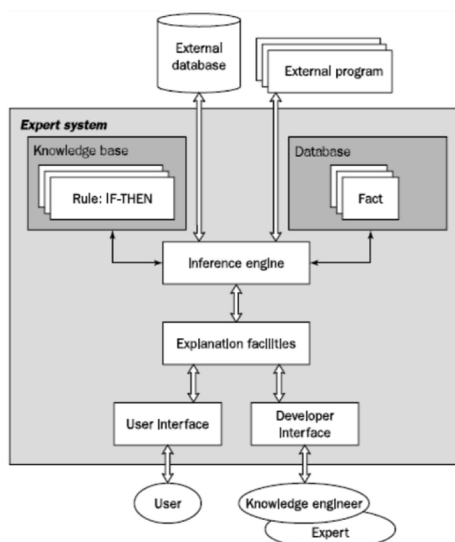 External
database
External program
Expert system
Knowledge base
Database
Rule: IF-THEN
Fact
Inference engine
Explanation facilities
User Interface
Developer
Interface
User
Knowledge engineer
Expert